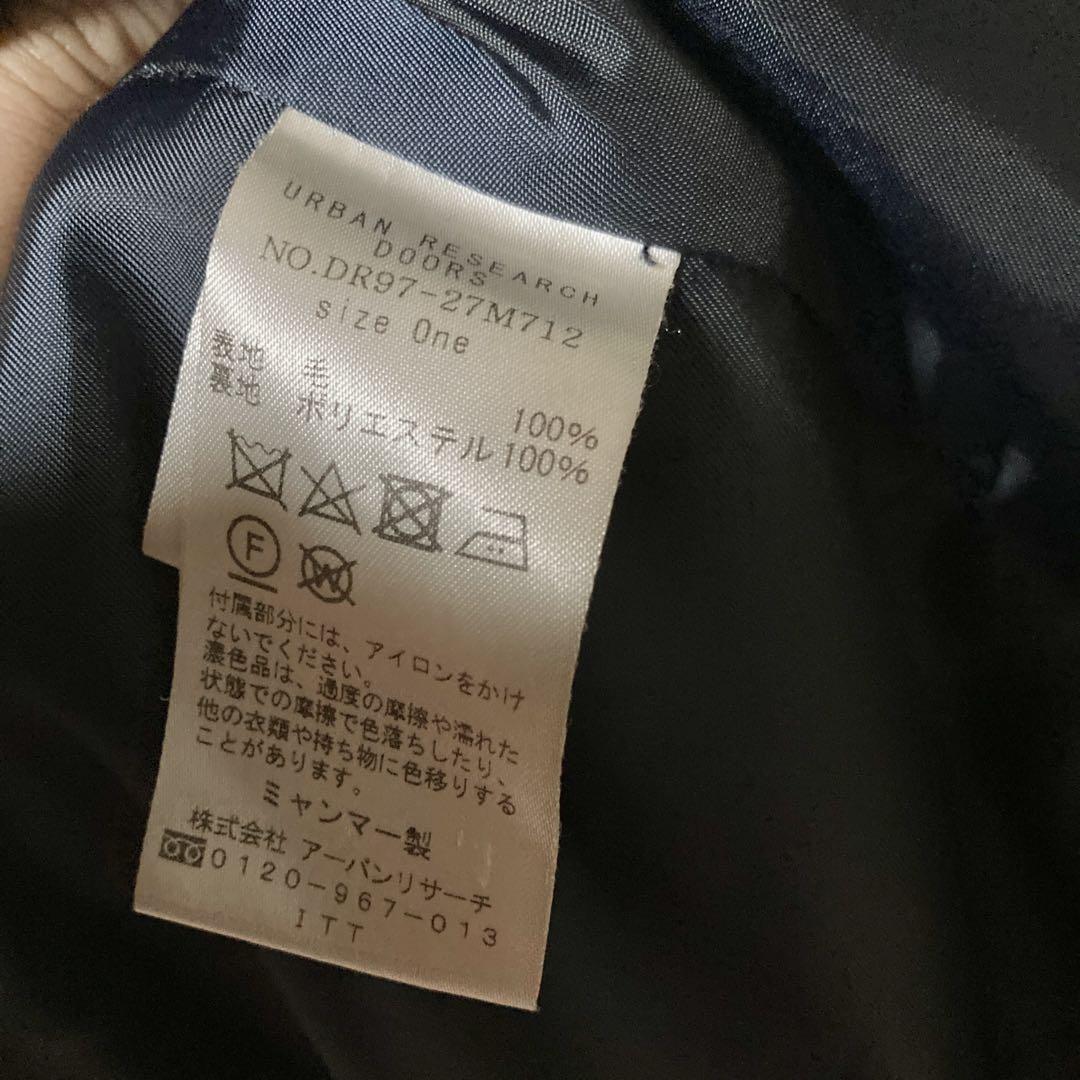 URBAN RESEARCH
DOORS
NO.DR97-27M712
size One
表地 毛 100%
裏地 ポリエステル 100%
F
W
付属部分には、アイロンをかけ
ないでください。
濃色品は、過度の摩擦や濡れた
状態での摩擦で色落ちしたり、
他の衣類や持ち物に色移りする
ことがあります。
ミャンマー製
株式会社 アーバンリサーチ
0120-967-013
ITT